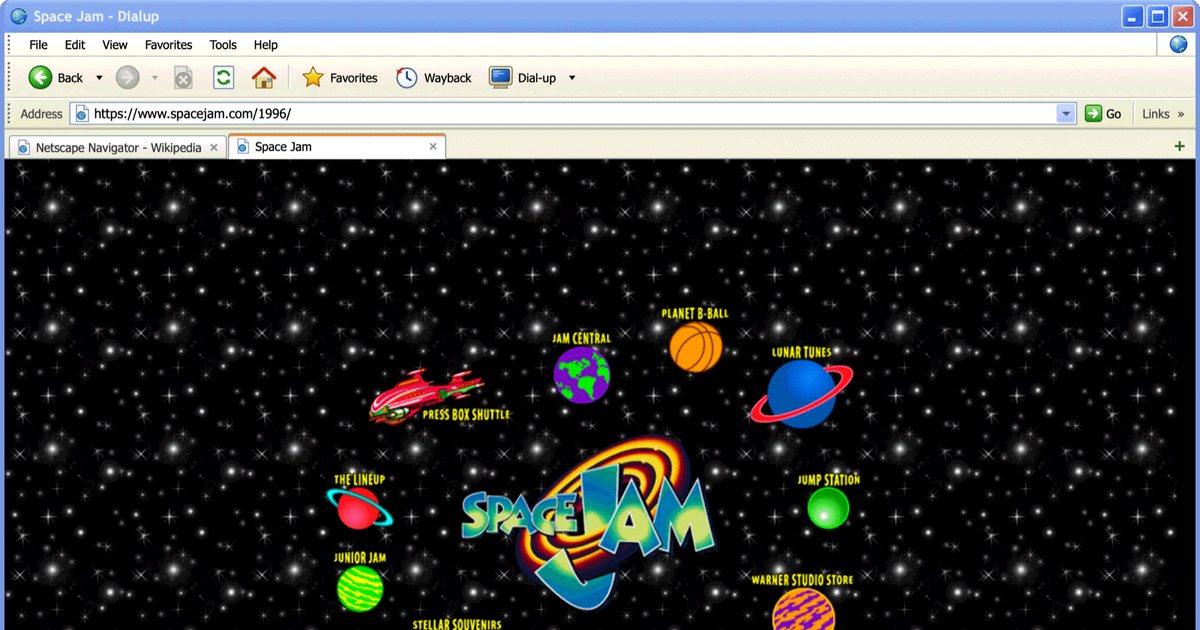 Space Jam - Dialup
File Edit View Favorites Tools Help
Back Favorites Wayback Dial-up
Address https://www.spacejam.com/1996/ Go Links »
Netscape Navigator - Wikipedia Space Jam
PLANET B-BALL
JAM CENTRAL
LUNAR TUNES
PRESS BOX SHUTTLE
THE LINEUP
JUMP STATION
SPACE JAM
JUNIOR JAM
WARNER STUDIO STORE
STELLAR SOUVENIRS